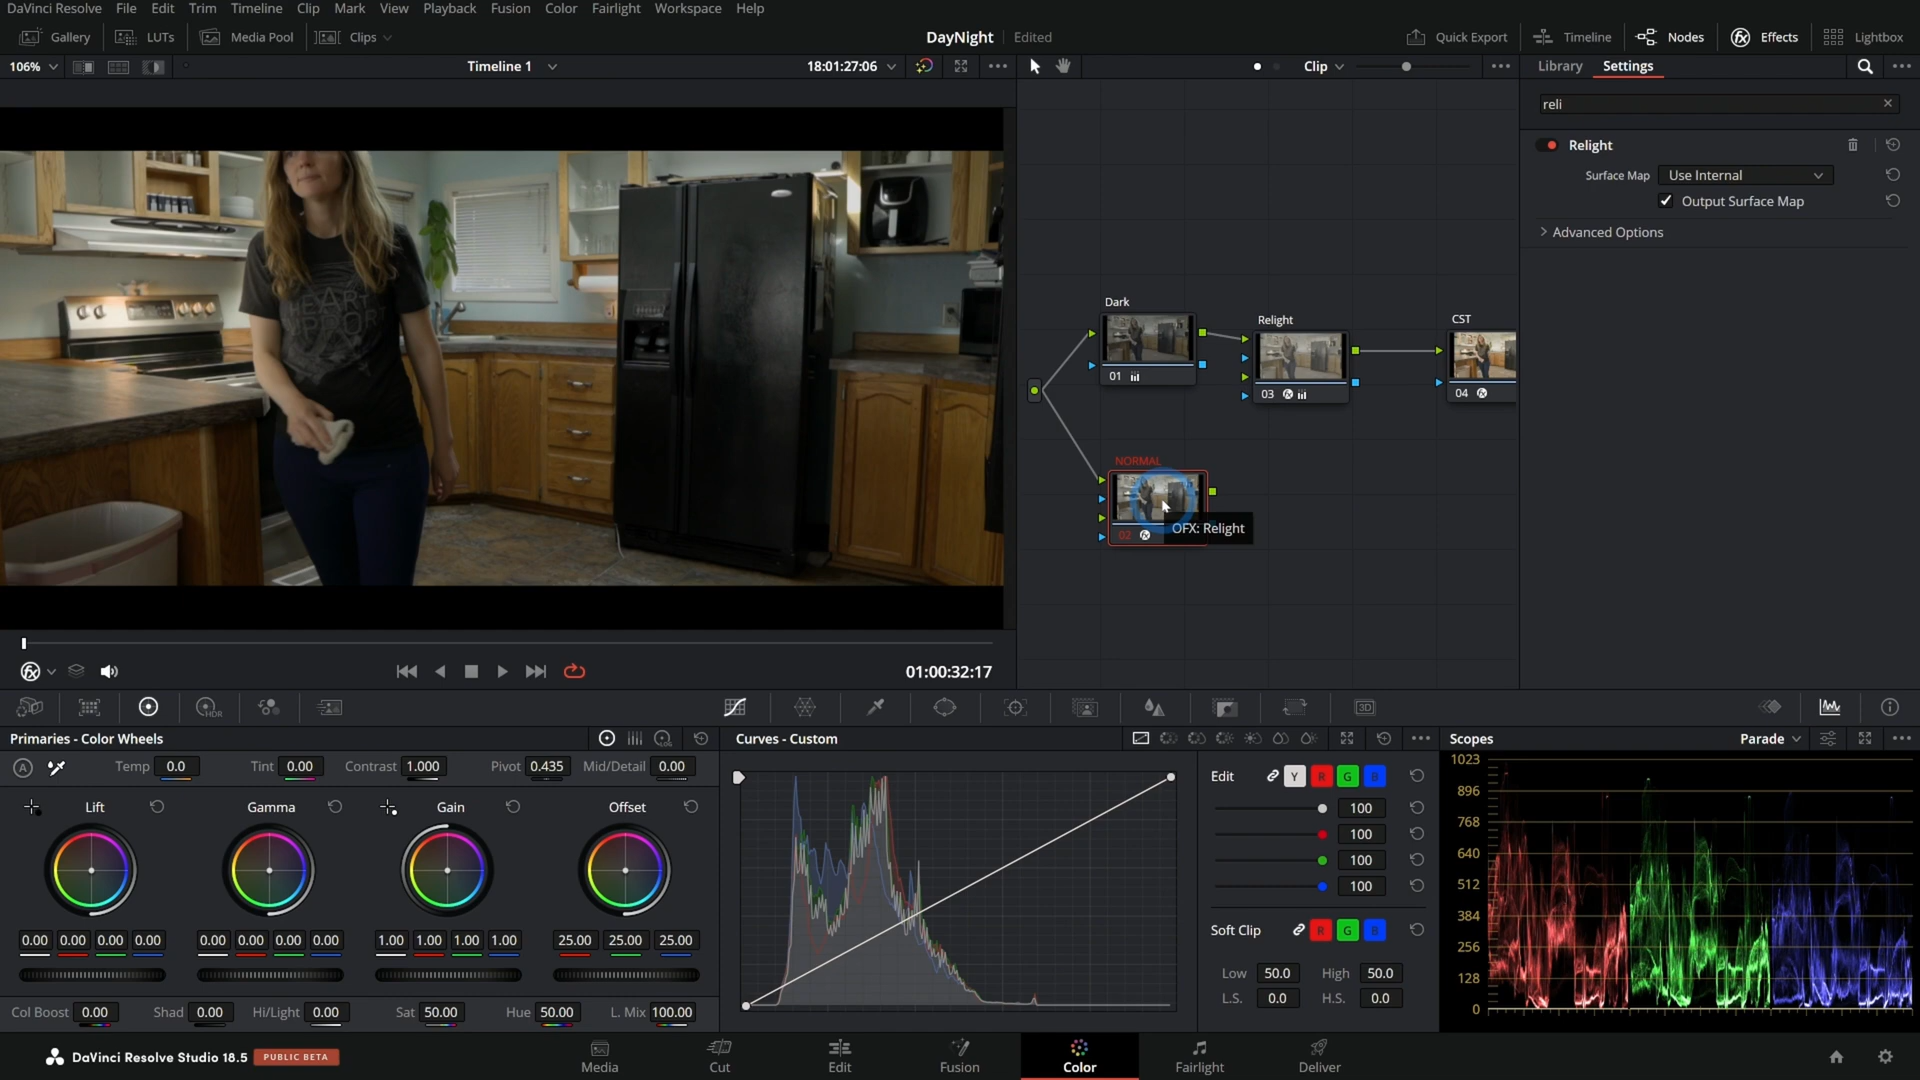 DaVinci Resolve File Edit Trim Timeline Clip Mark View Playback Fusion Color Fairlight Workspace Help
Gallery LUTs Media Pool Clips DayNight Edited Quick Export Timeline Nodes Effects Lightbox
106% Timeline 1 18:01:27:06 Clip Library Settings
reli
Relight
Surface Map Use Internal
Output Surface Map
Advanced Options
HEART
SUPPORT
Dark
01
Relight
03
CST
04
NORMAL
02
OFX: Relight
01:00:32:17
HDR
3D
Primaries - Color Wheels LOG Curves - Custom Scopes Parade
A Temp 0.0 Tint 0.00 Contrast 1.000 Pivot 0.435 Mid/Detail 0.00
Lift Gamma Gain Offset
0.00 0.00 0.00 0.00 0.00 0.00 0.00 0.00 1.00 1.00 1.00 1.00 25.00 25.00 25.00
Col Boost 0.00 Shad 0.00 Hi/Light 0.00 Sat 50.00 Hue 50.00 L. Mix 100.00
Edit Y R G B
100
100
100
100
Soft Clip R G B
Low 50.0 High 50.0
L.S. 0.0 H.S. 0.0
1023
896
768
640
512
384
256
128
0
DaVinci Resolve Studio 18.5 PUBLIC BETA
Media Cut Edit Fusion Color Fairlight Deliver